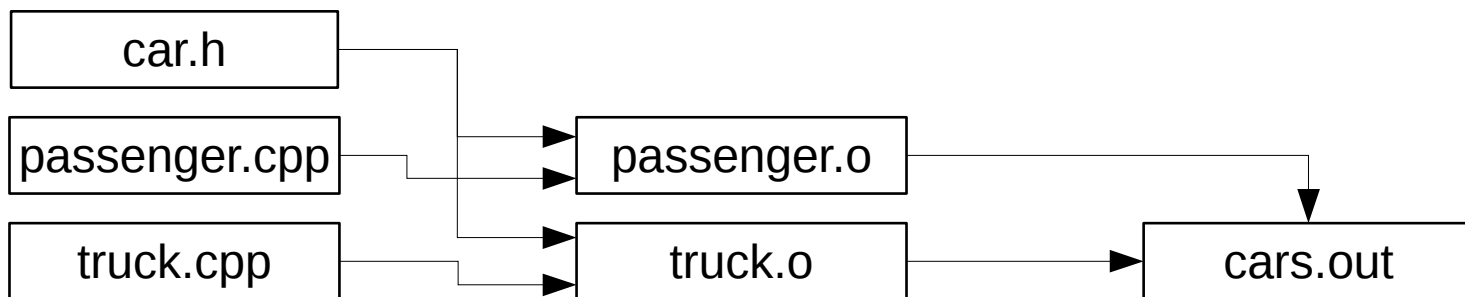 car.h
passenger.cpp
passenger.o
truck.cpp
truck.o
cars.out